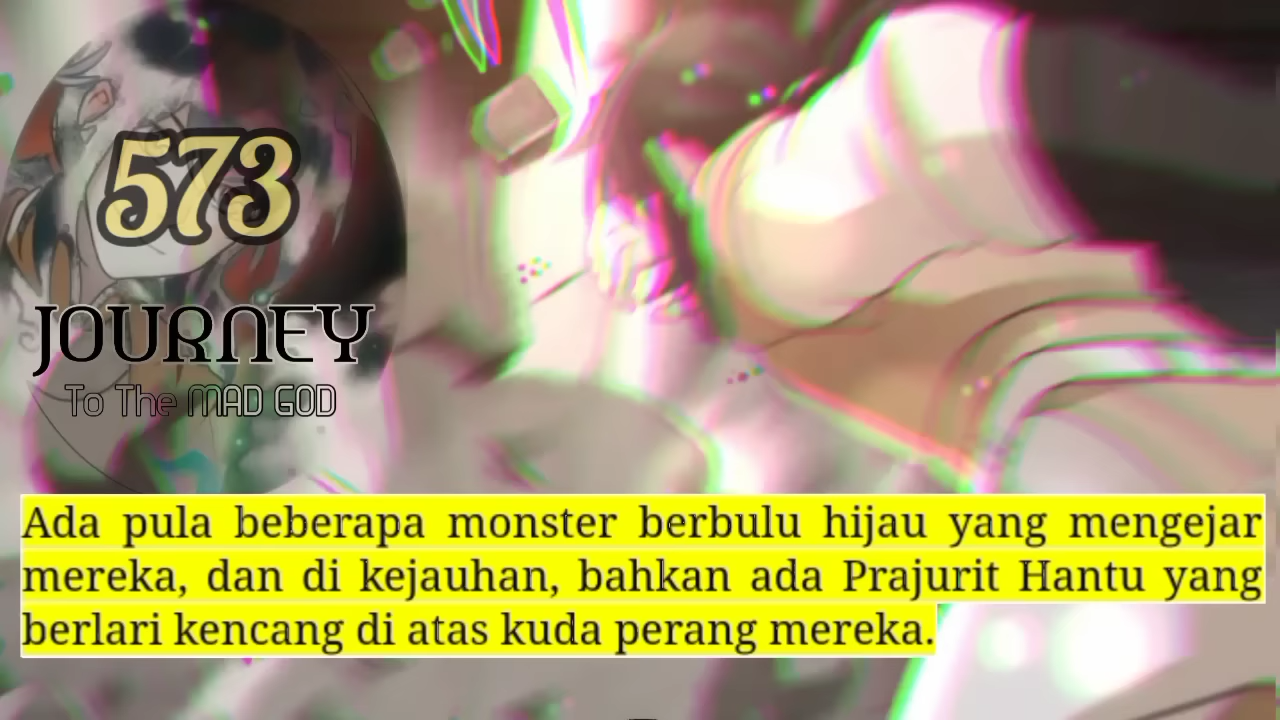 573
JOURNEY
To The MAD GOD
Ada pula beberapa monster berbulu hijau yang mengejar
mereka, dan di kejauhan, bahkan ada Prajurit Hantu yang
berlari kencang di atas kuda perang mereka.